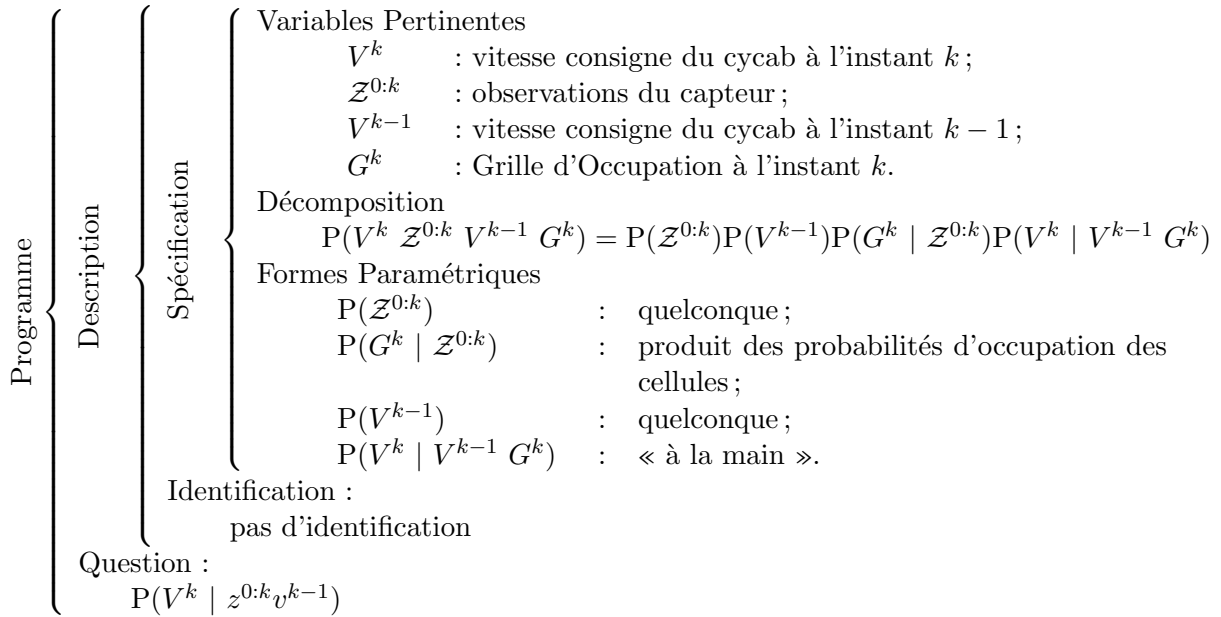 Programme
Description
Spécification
Variables Pertinentes
V^k : vitesse consigne du cycab à l'instant k ;
𝒵^{0:k} : observations du capteur ;
V^{k−1} : vitesse consigne du cycab à l'instant k − 1 ;
G^k : Grille d'Occupation à l'instant k.
Décomposition
P(V^k 𝒵^{0:k} V^{k−1} G^k) = P(𝒵^{0:k})P(V^{k−1})P(G^k | 𝒵^{0:k})P(V^k | V^{k−1} G^k)
Formes Paramétriques
P(𝒵^{0:k}) : quelconque ;
P(G^k | 𝒵^{0:k}) : produit des probabilités d'occupation des
cellules ;
P(V^{k−1}) : quelconque ;
P(V^k | V^{k−1} G^k) : « à la main ».
Identification :
pas d'identification
Question :
P(V^k | z^{0:k}v^{k−1})